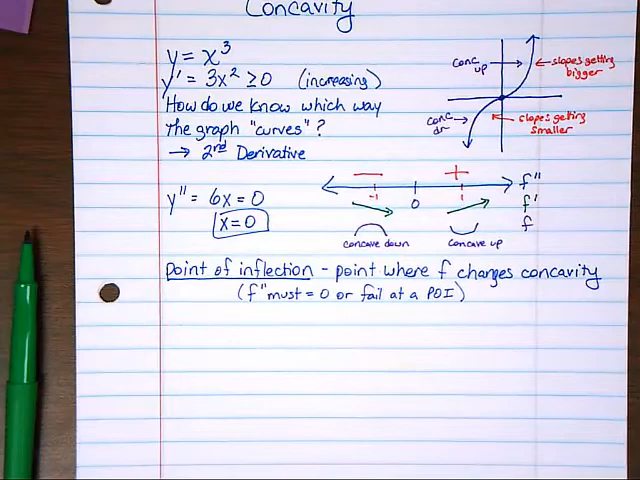 Concavity
y = x³
y' = 3x² ≥ 0 (increasing)
How do we know which way
the graph "curves"?
→ 2nd Derivative
conc up
slopes getting bigger
conc dn
slopes getting smaller
y'' = 6x = 0
x = 0
− +
-1 0 1
f''
f'
f
concave down concave up
Point of inflection - point where f changes concavity
(f'' must = 0 or fail at a POI)